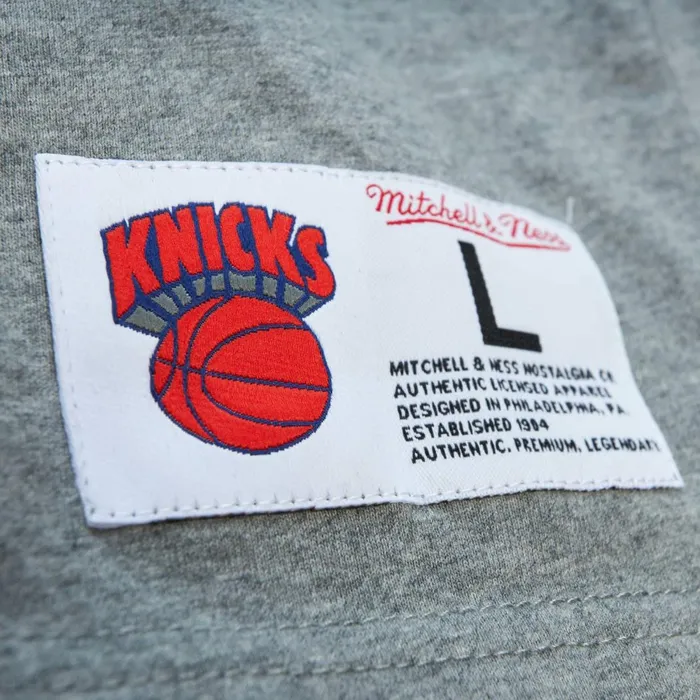 KNICKS
Mitchell & Ness
L
MITCHELL & NESS NOSTALGIA CO.
AUTHENTIC LICENSED APPAREL
DESIGNED IN PHILADELPHIA, PA.
ESTABLISHED 1904
AUTHENTIC. PREMIUM. LEGENDARY